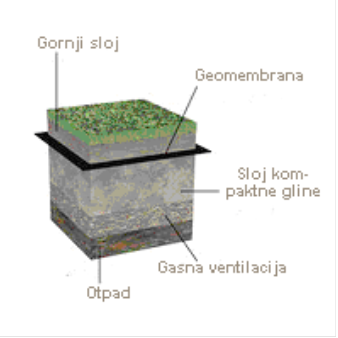 Gornji sloj
Geomembrana
Sloj kom-
paktne gline
Gasna ventilacija
Otpad